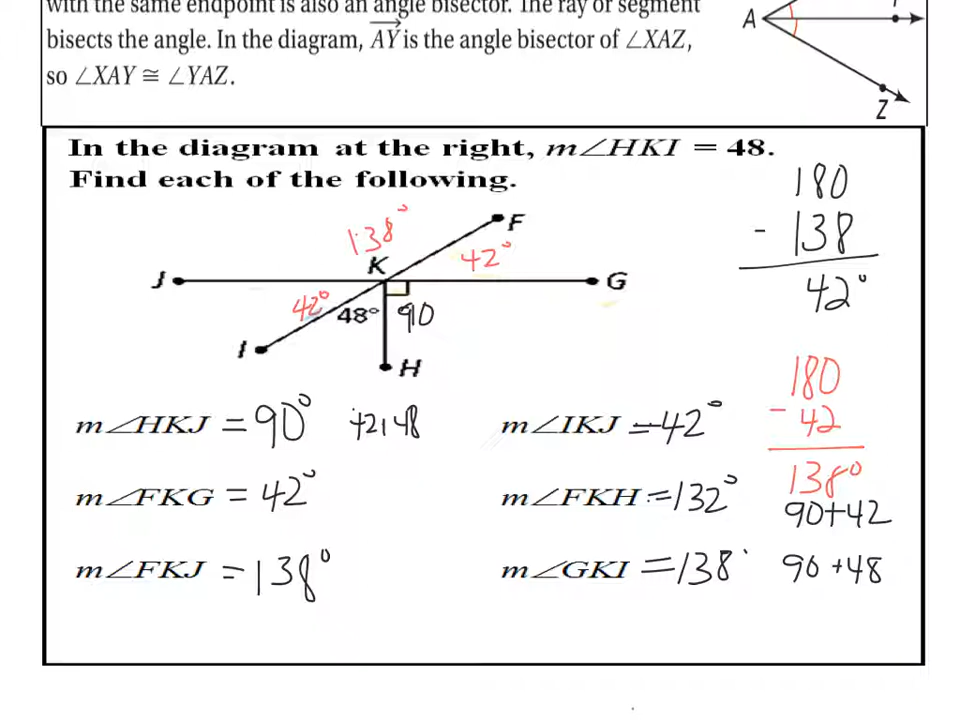 with the same endpoint is also an angle bisector. The ray or segment
bisects the angle. In the diagram, AY is the angle bisector of ∠XAZ,
so ∠XAY ≅ ∠YAZ.
A
Z
In the diagram at the right, m∠HKI = 48.
Find each of the following.
180
- 138
42°
138°
F
K
42°
J
G
42°
48°
90
I
H
180
- 42
138°
m∠HKJ = 90° 42+48
m∠IKJ = 42°
m∠FKG = 42°
m∠FKH = 132° 90+42
m∠FKJ = 138°
m∠GKI = 138° 90+48